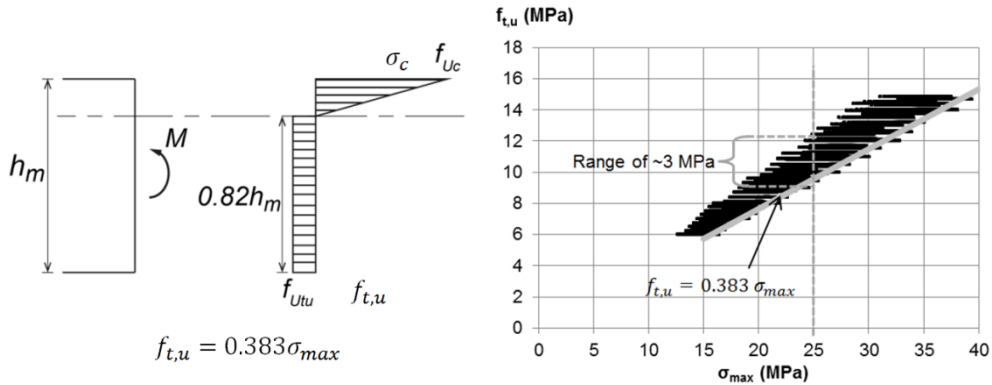 σc
fUc
hm
M
0.82hm
fUtu
ft,u
ft,u = 0.383σmax
ft,u (MPa)
18
16
14
12
10
8
6
4
2
0
Range of ~3 MPa
ft,u = 0.383 σmax
0 5 10 15 20 25 30 35 40
σmax (MPa)